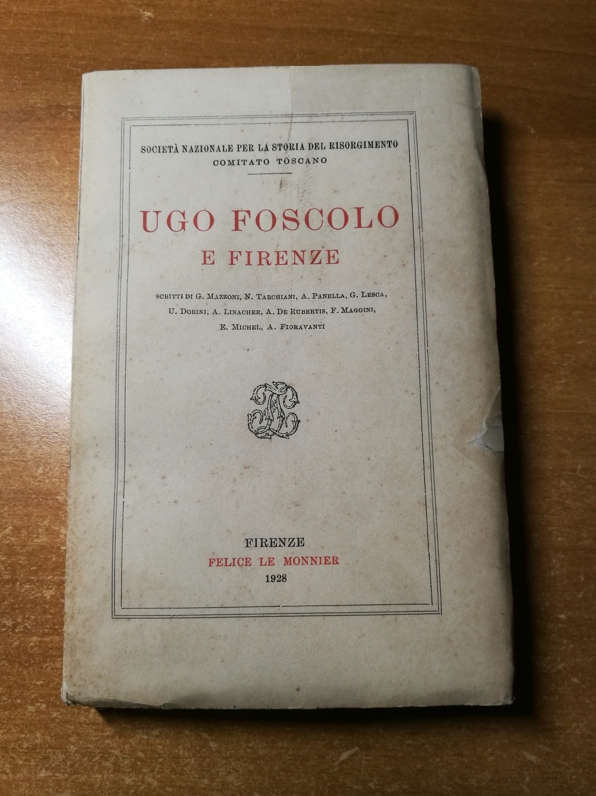 SOCIETÀ NAZIONALE PER LA STORIA DEL RISORGIMENTO
COMITATO TOSCANO
UGO FOSCOLO
E FIRENZE
SCRITTI DI G. MAZZONI, N. TARCHIANI, A. PANELLA, G. LESCA,
U. DORINI, A. LINACHER, A. DE RUBERTIS, F. MAGGINI,
E. MICHEL, A. FIORAVANTI
FIRENZE
FELICE LE MONNIER
1928